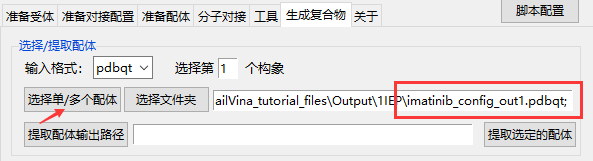 脚本配置
准备受体 准备对接配置 准备配体 分子对接 工具 生成复合物 关于
选择/提取配体
输入格式： pdbqt 选择第 1 个构象
选择单/多个配体 选择文件夹 ailVina_tutorial_files\Output\1IEP\imatinib_config_out1.pdbqt;
提取配体输出路径 提取选定的配体